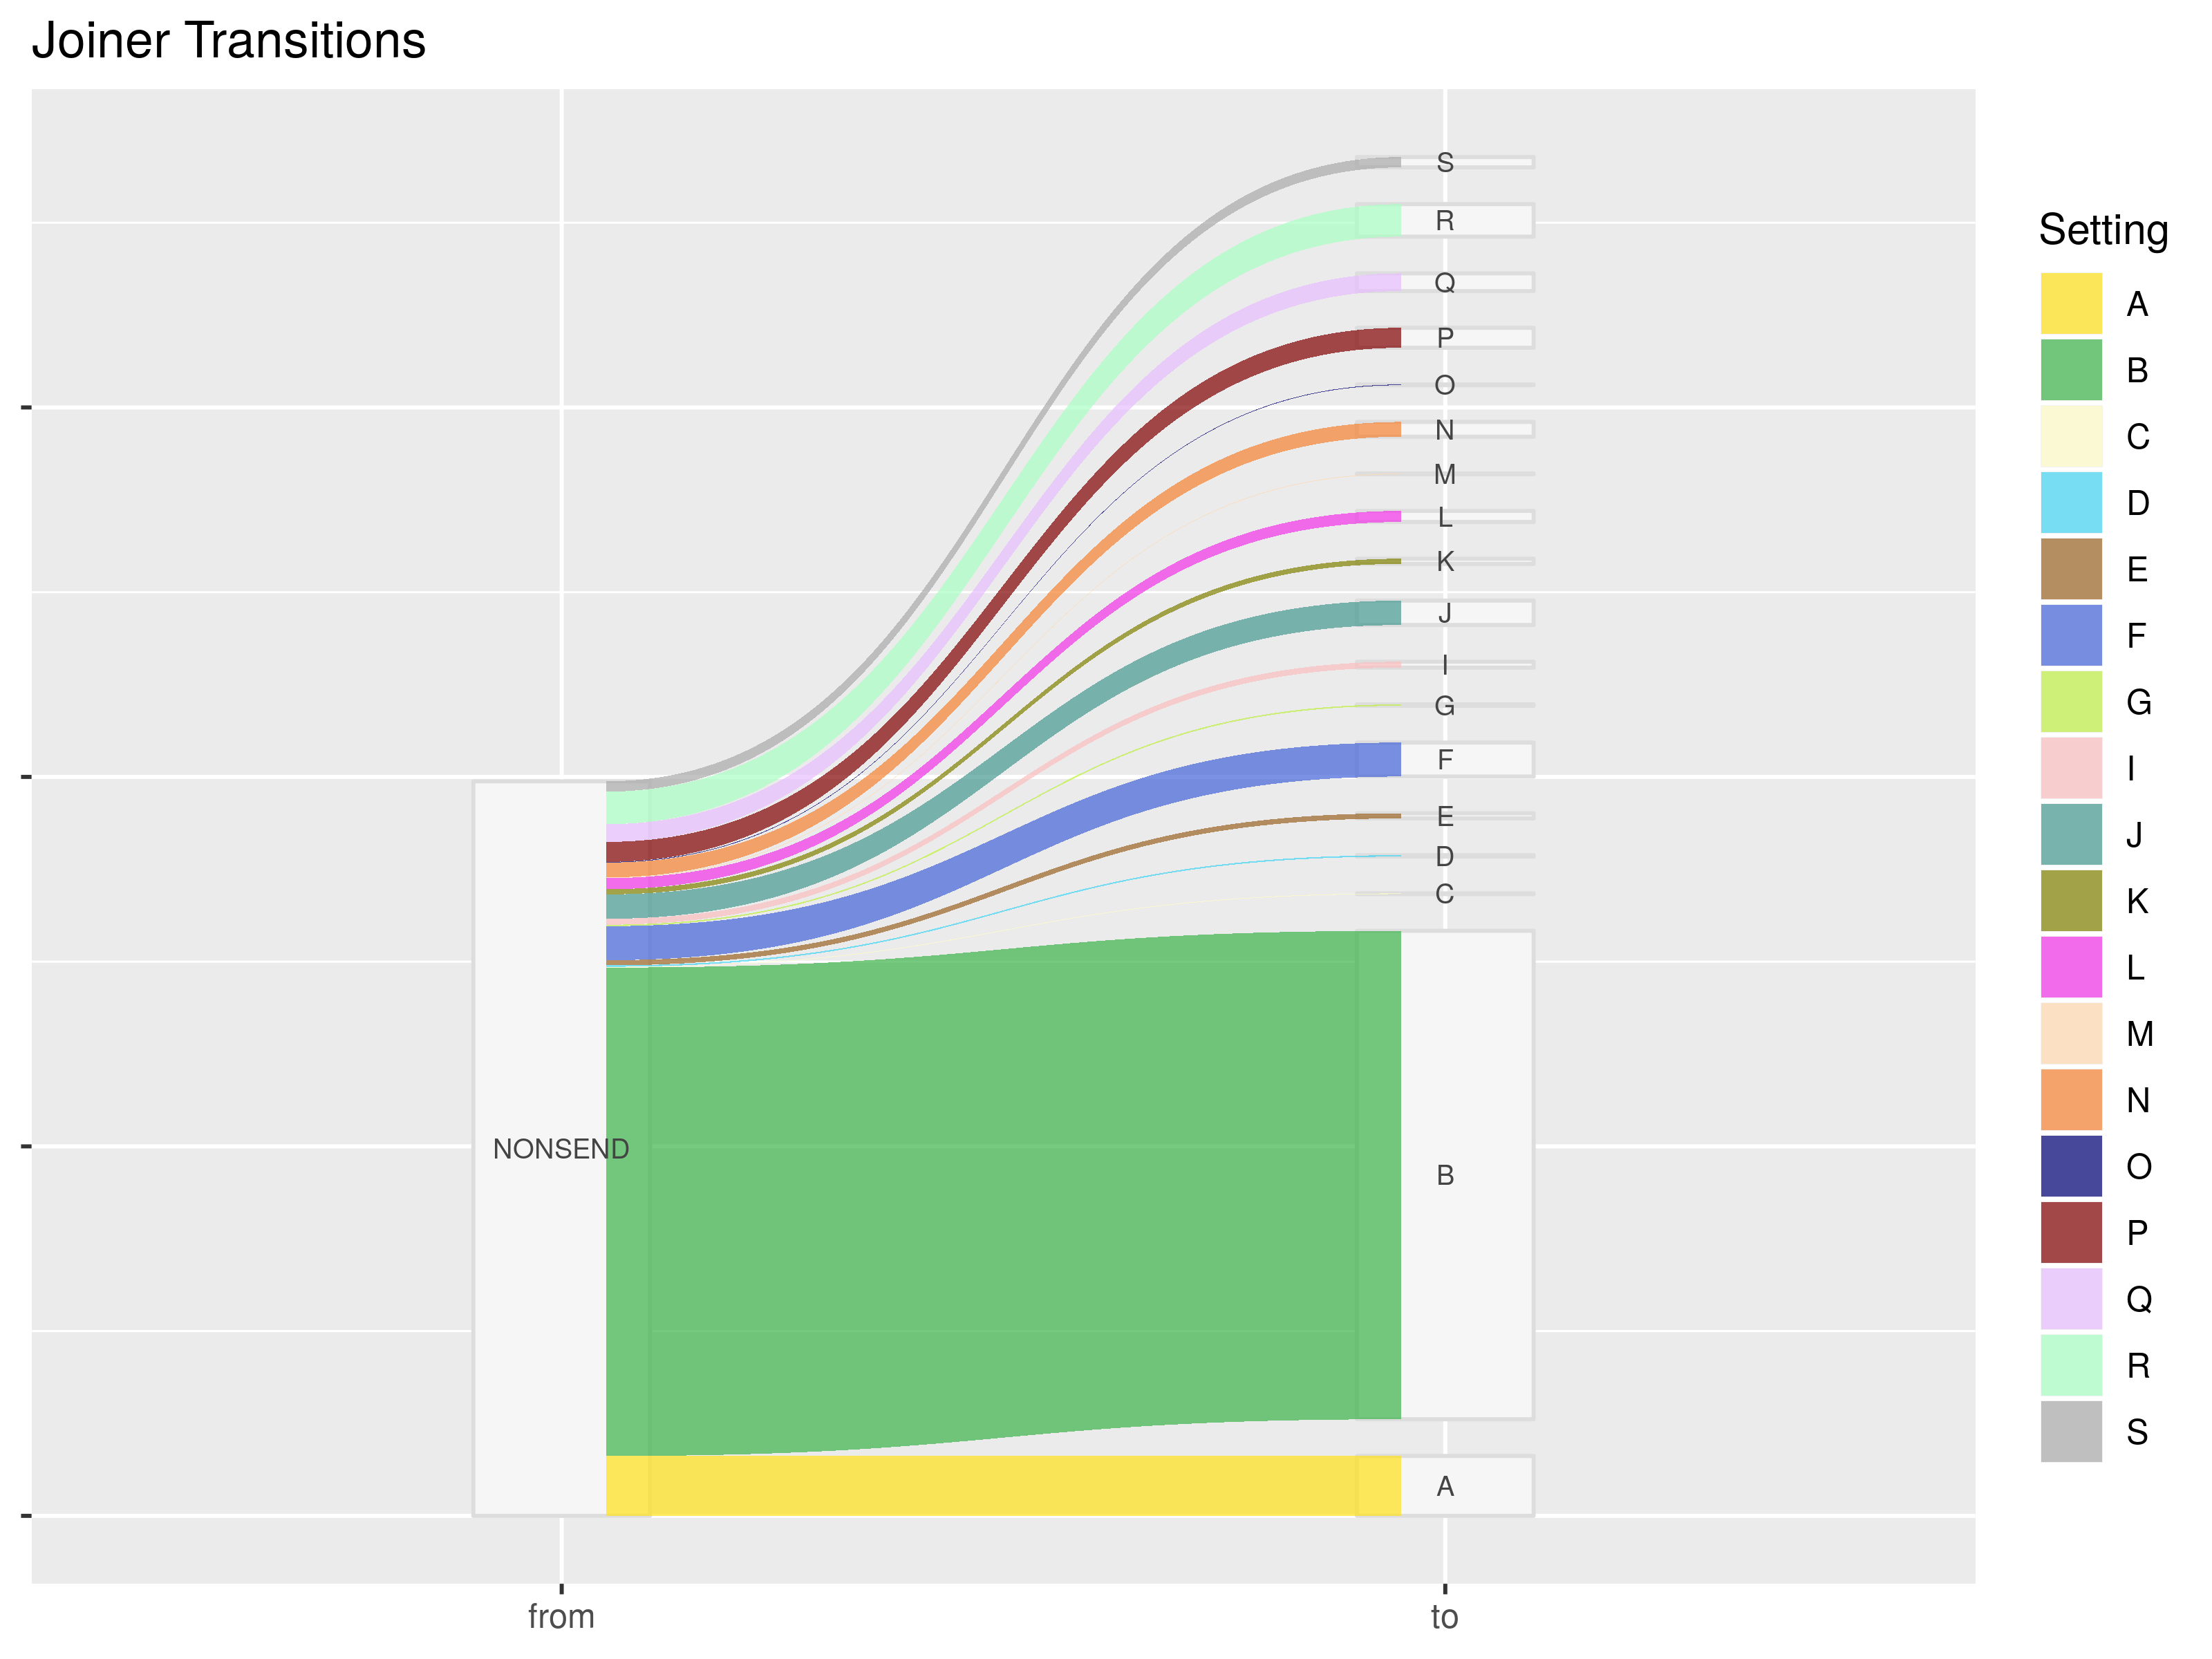 Joiner Transitions
S
R
Q
P
O
N
M
L
K
J
I
G
F
E
D
C
B
A
NONSEND
from
to
Setting
A
B
C
D
E
F
G
I
J
K
L
M
N
O
P
Q
R
S